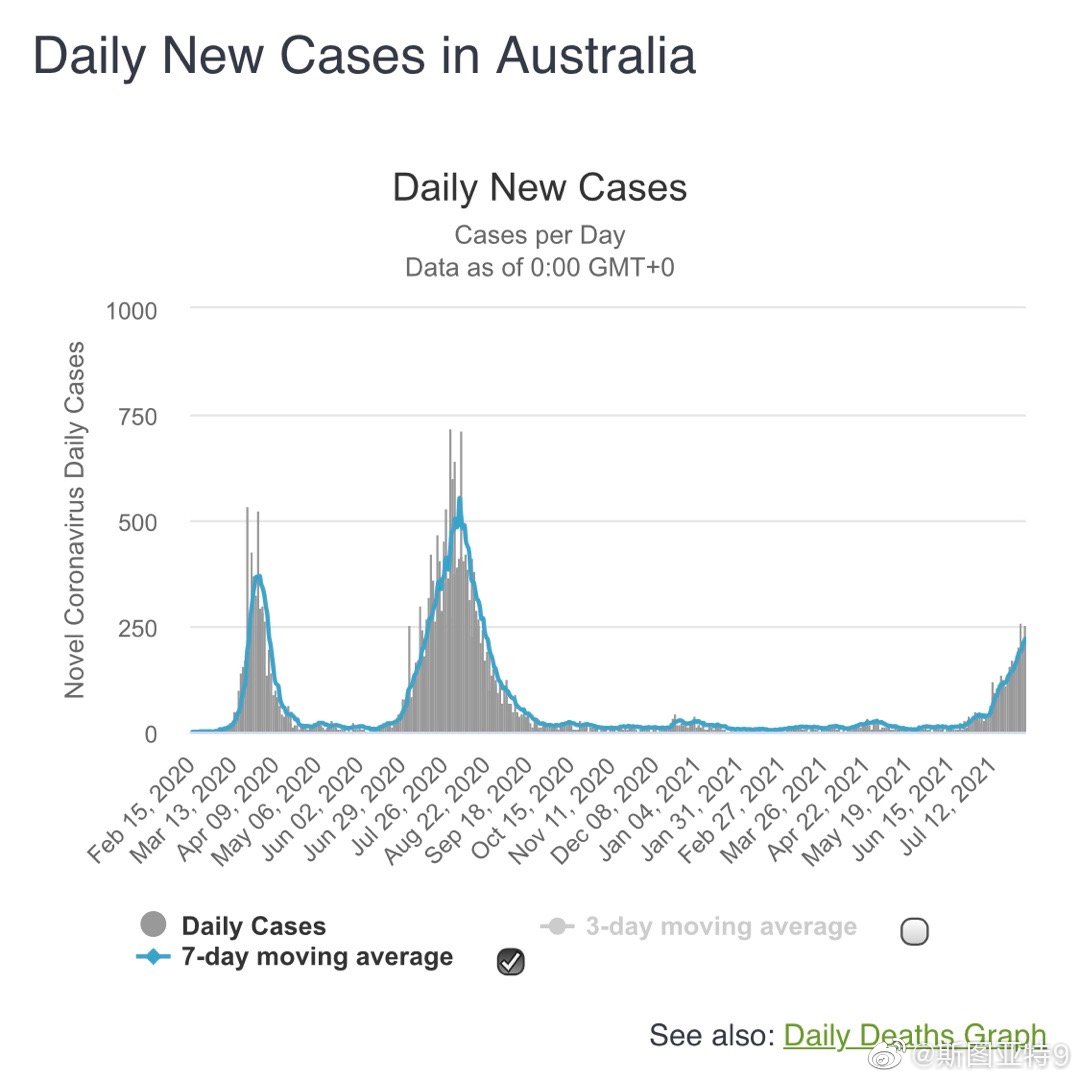 Daily New Cases in Australia
Daily New Cases
Cases per Day
Data as of 0:00 GMT+0
Novel Coronavirus Daily Cases
1000
750
500
250
0
Feb 15, 2020
Mar 13, 2020
Apr 09, 2020
May 06, 2020
Jun 02, 2020
Jun 29, 2020
Jul 26, 2020
Aug 22, 2020
Sep 18, 2020
Oct 15, 2020
Nov 11, 2020
Dec 08, 2020
Jan 04, 2021
Jan 31, 2021
Feb 27, 2021
Mar 26, 2021
Apr 22, 2021
May 19, 2021
Jun 15, 2021
Jul 12, 2021
Daily Cases
3-day moving average
7-day moving average
See also: Daily Deaths Graph
@斯图亚特9